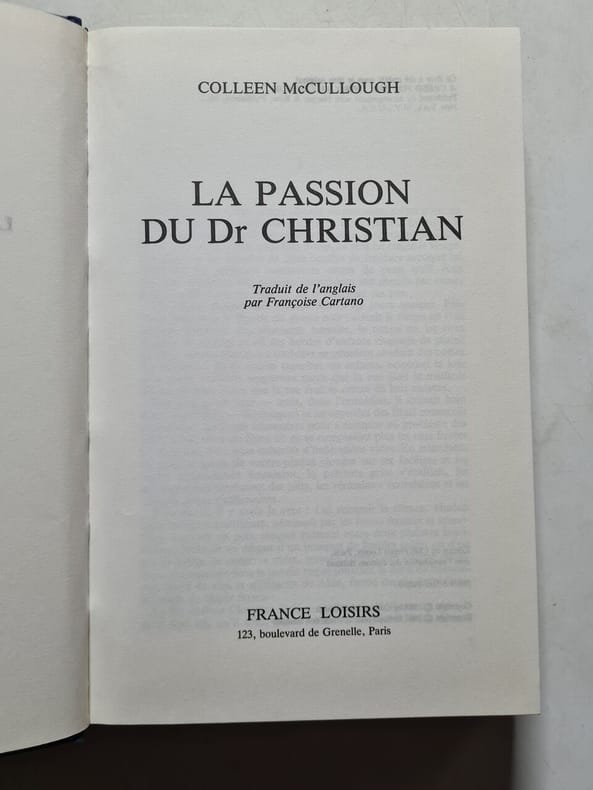 COLLEEN McCULLOUGH
LA PASSION
DU Dr CHRISTIAN
Traduit de l'anglais
par Françoise Cartano
FRANCE LOISIRS
123, boulevard de Grenelle, Paris